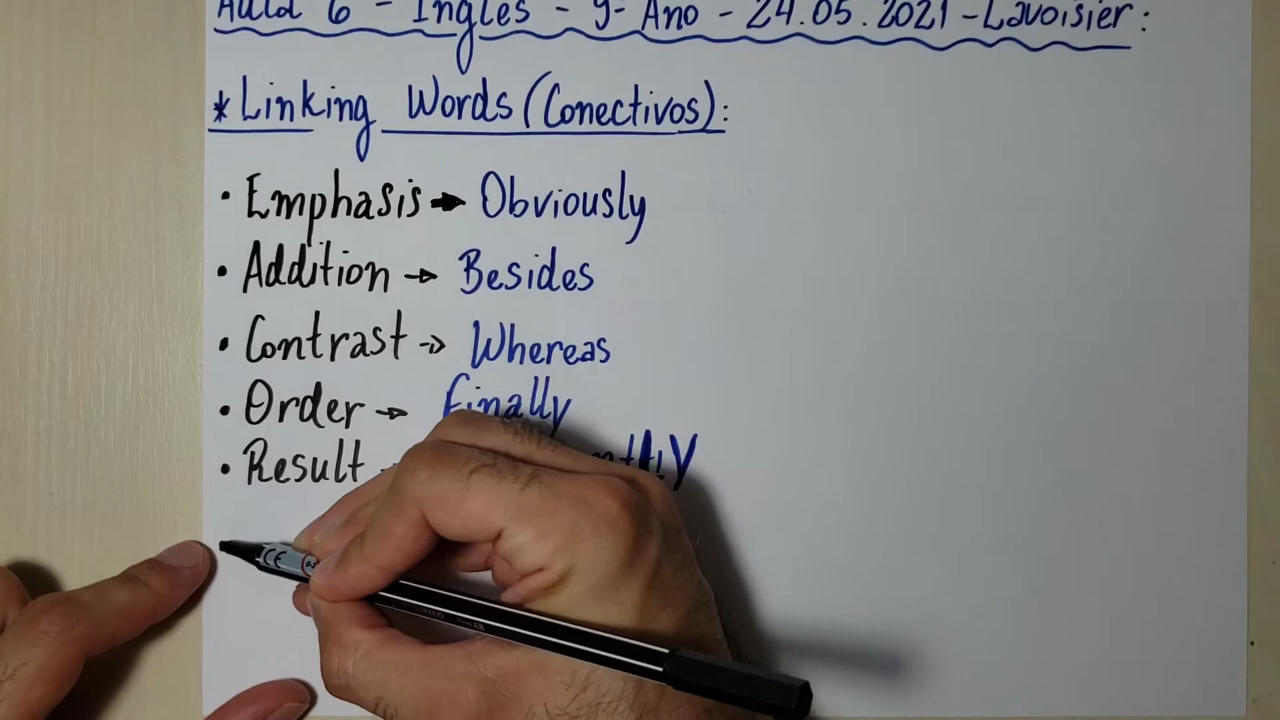 Aula 6 - Inglês - 9º Ano - 24.05.2021 - Lavoisier:
*Linking Words (Conectivos):
• Emphasis → Obviously
• Addition → Besides
• Contrast → Whereas
• Order → Finally
• Result →
CE